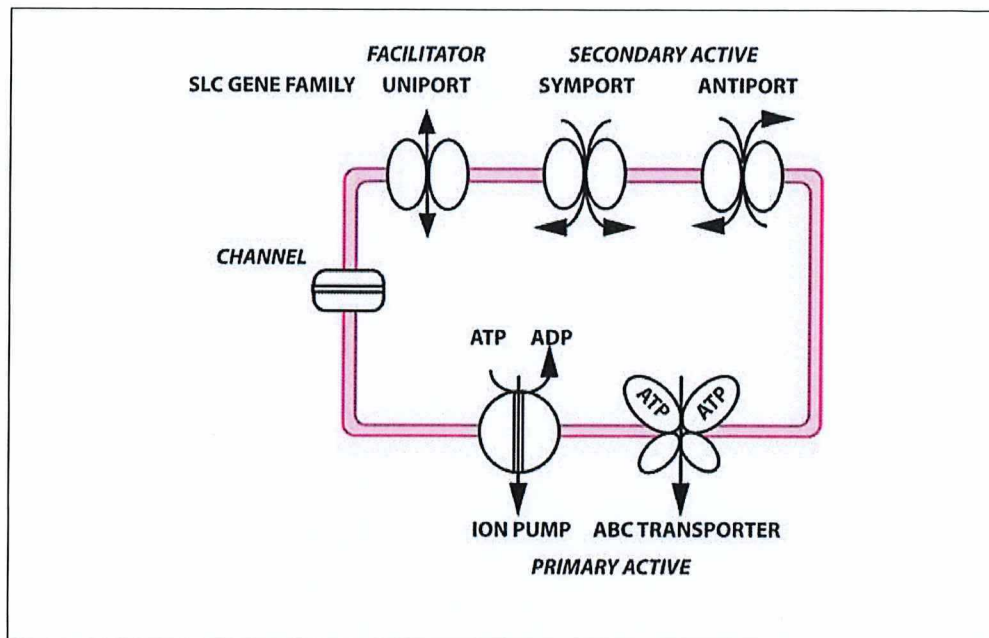 FACILITATOR SECONDARY ACTIVE
SLC GENE FAMILY UNIPORT SYMPORT ANTIPORT
CHANNEL
ATP ADP
ATP ATP
ION PUMP ABC TRANSPORTER
PRIMARY ACTIVE